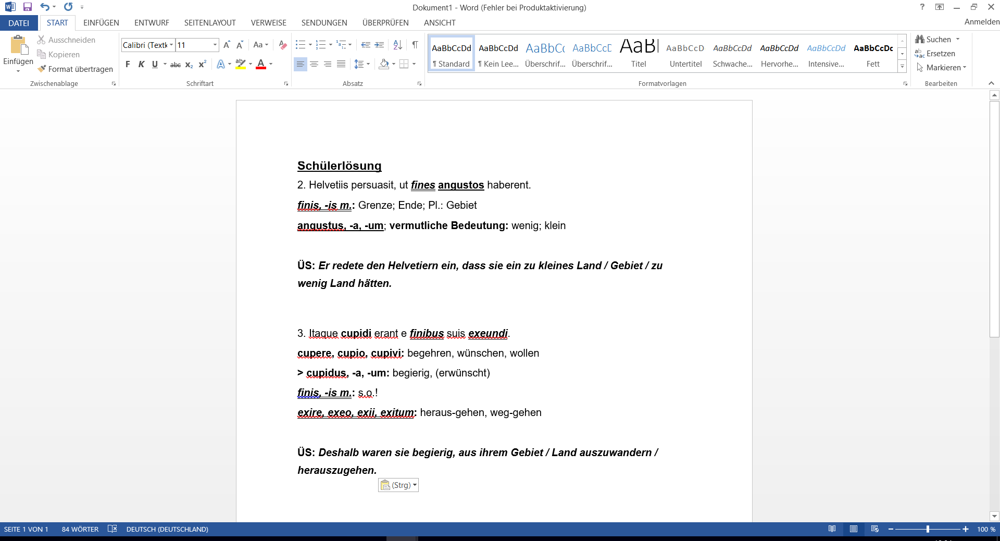 Dokument1 - Word (Fehler bei Produktaktivierung)
DATEI START EINFÜGEN ENTWURF SEITENLAYOUT VERWEISE SENDUNGEN ÜBERPRÜFEN ANSICHT Anmelden
Einfügen
Ausschneiden
Kopieren
Format übertragen
Zwischenablage
Calibri (Textk 11
Schriftart
Absatz
AaBbCcDd AaBbCcDd AaBbCc AaBbCcD AaBl AaBbCcD AaBbCcDd AaBbCcDd AaBbCcDd AaBbCcDc
¶ Standard ¶ Kein Lee... Überschrif... Überschrif... Titel Untertitel Schwache... Hervorhe... Intensive... Fett
Formatvorlagen
Suchen
Ersetzen
Markieren
Bearbeiten
Schülerlösung
2. Helvetiis persuasit, ut fines angustos haberent.
finis, -is m.: Grenze; Ende; Pl.: Gebiet
angustus, -a, -um; vermutliche Bedeutung: wenig; klein
ÜS: Er redete den Helvetiern ein, dass sie ein zu kleines Land / Gebiet / zu
wenig Land hätten.
3. Itaque cupidi erant e finibus suis exeundi.
cupere, cupio, cupivi: begehren, wünschen, wollen
> cupidus, -a, -um: begierig, (erwünscht)
finis, -is m.: s.o.!
exire, exeo, exii, exitum: heraus-gehen, weg-gehen
ÜS: Deshalb waren sie begierig, aus ihrem Gebiet / Land auszuwandern /
herauszugehen.
(Strg)
SEITE 1 VON 1 84 WÖRTER DEUTSCH (DEUTSCHLAND) 100 %